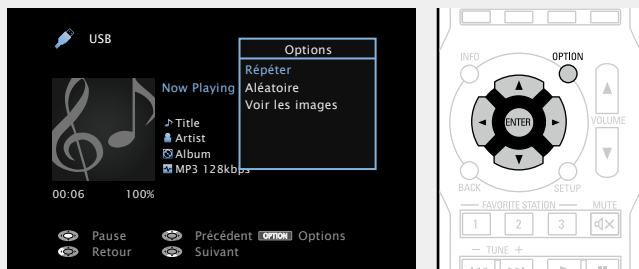 USB
Options
Répéter
Aléatoire
Voir les images
Now Playing
Title
Artist
Album
MP3 128kbps
00:06 100%
Pause
Précédent OPTION Options
Retour
Suivant
INFO OPTION
ENTER
VOLUME
BACK SETUP
FAVORITE STATION MUTE
1 2 3
− TUNE +